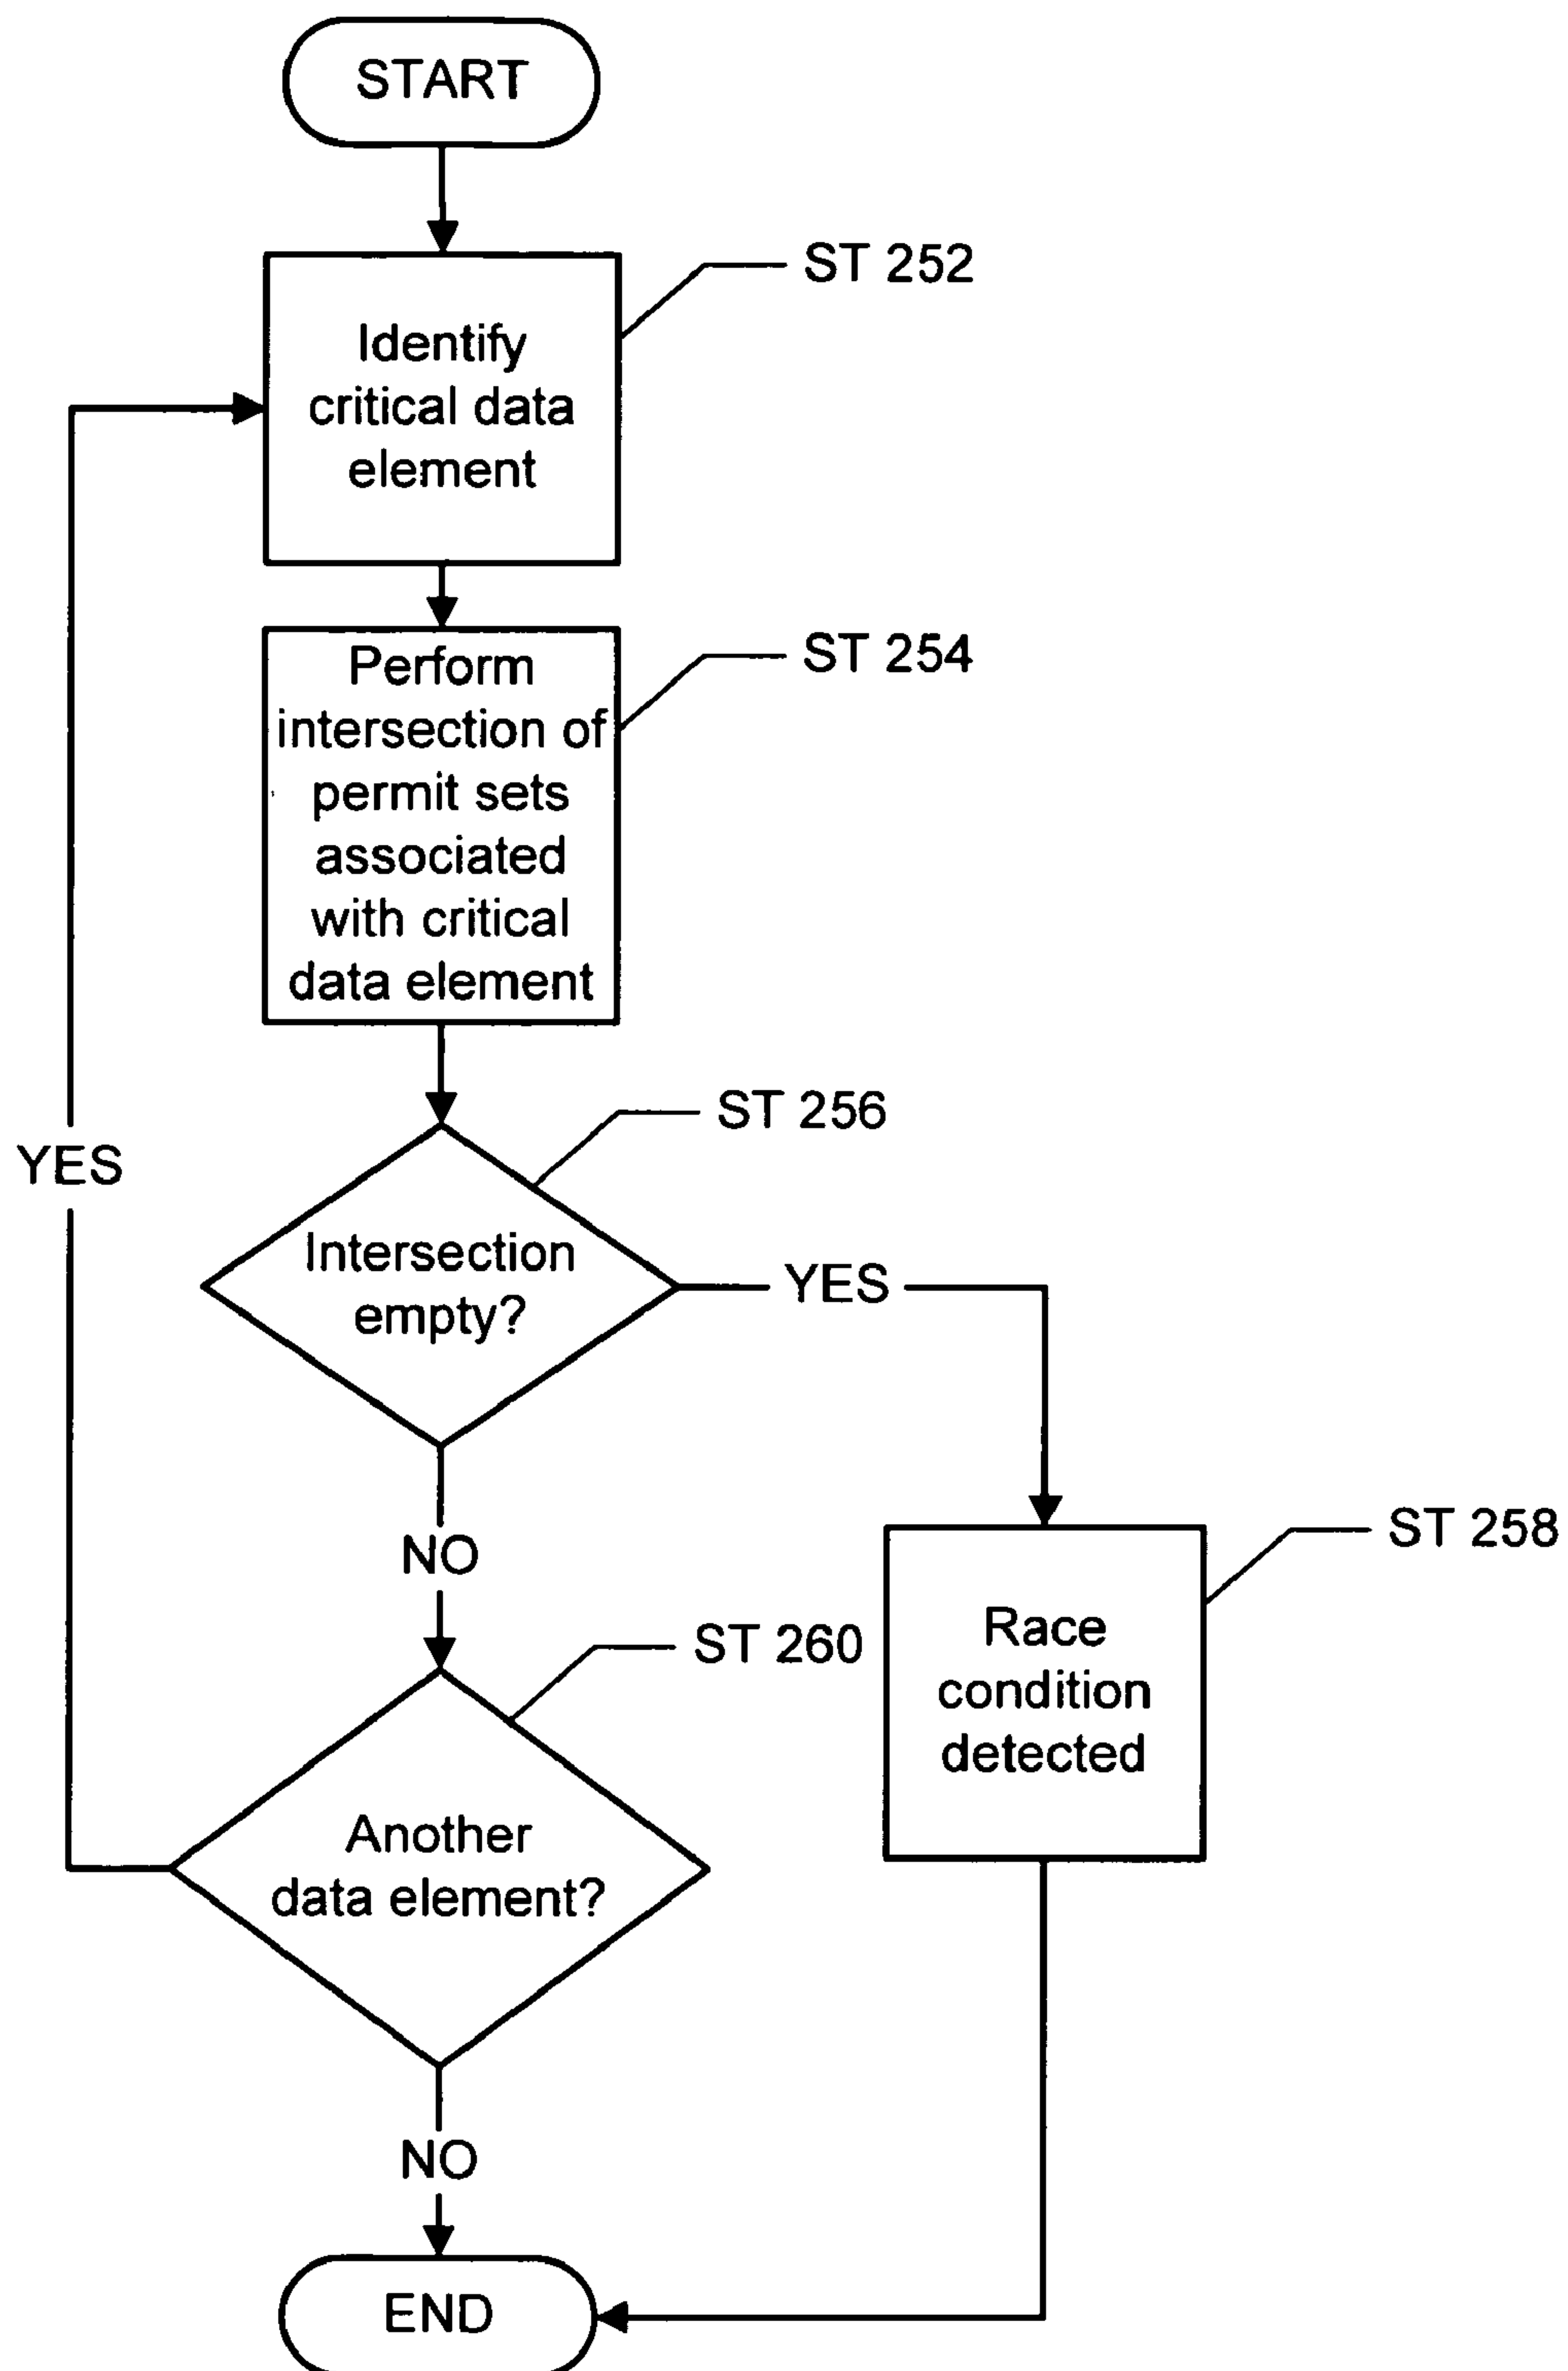 START
ST 252
Identify
critical data
element
ST 254
Perform
intersection of
permit sets
associated
with critical
data element
ST 256
YES
Intersection
empty?
YES
NO
ST 258
Race
condition
detected
ST 260
Another
data element?
NO
END